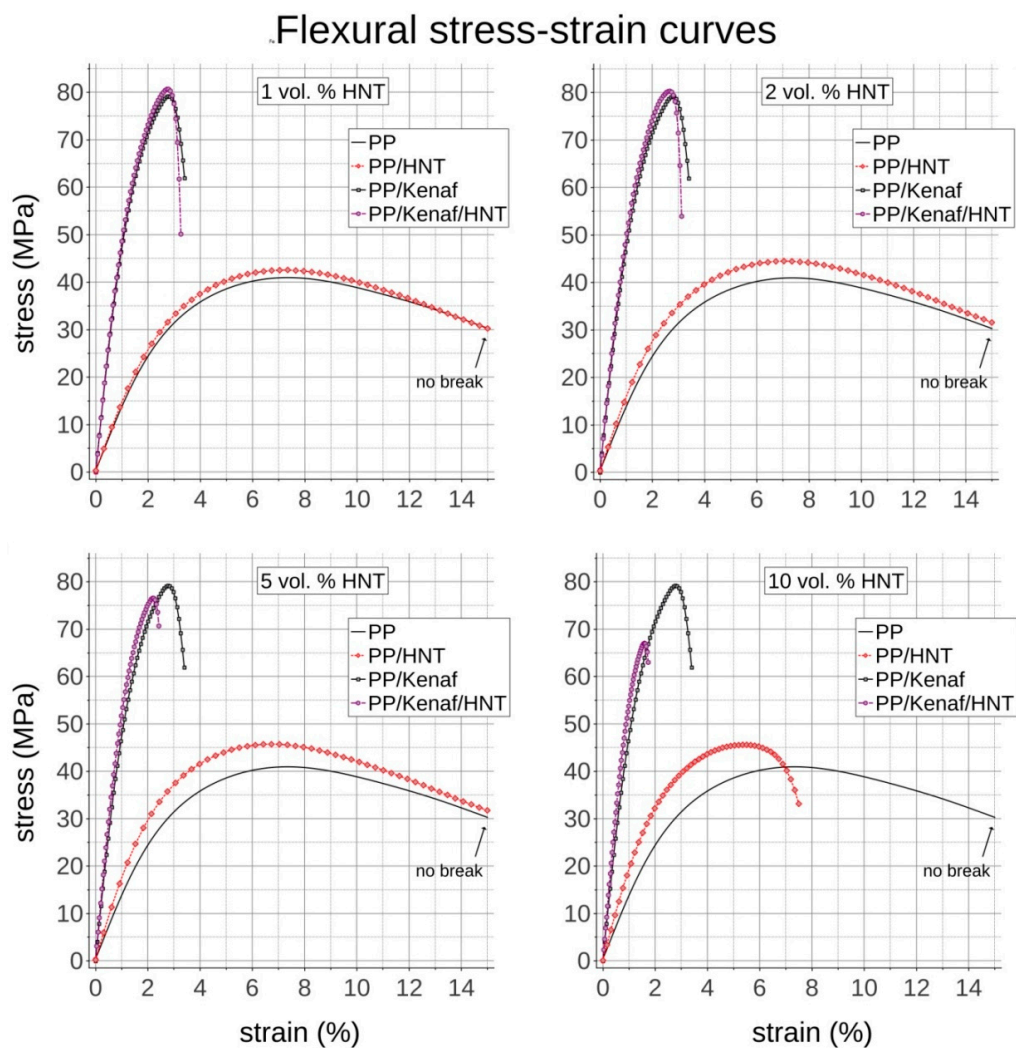 Flexural stress-strain curves
1 vol. % HNT
80
70
60
50
40
30
20
10
0
stress (MPa)
PP
PP/HNT
PP/Kenaf
PP/Kenaf/HNT
no break
0 2 4 6 8 10 12 14
2 vol. % HNT
80
70
60
50
40
30
20
10
0
PP
PP/HNT
PP/Kenaf
PP/Kenaf/HNT
no break
0 2 4 6 8 10 12 14
5 vol. % HNT
80
70
60
50
40
30
20
10
0
stress (MPa)
PP
PP/HNT
PP/Kenaf
PP/Kenaf/HNT
no break
0 2 4 6 8 10 12 14
strain (%)
10 vol. % HNT
80
70
60
50
40
30
20
10
0
PP
PP/HNT
PP/Kenaf
PP/Kenaf/HNT
no break
0 2 4 6 8 10 12 14
strain (%)